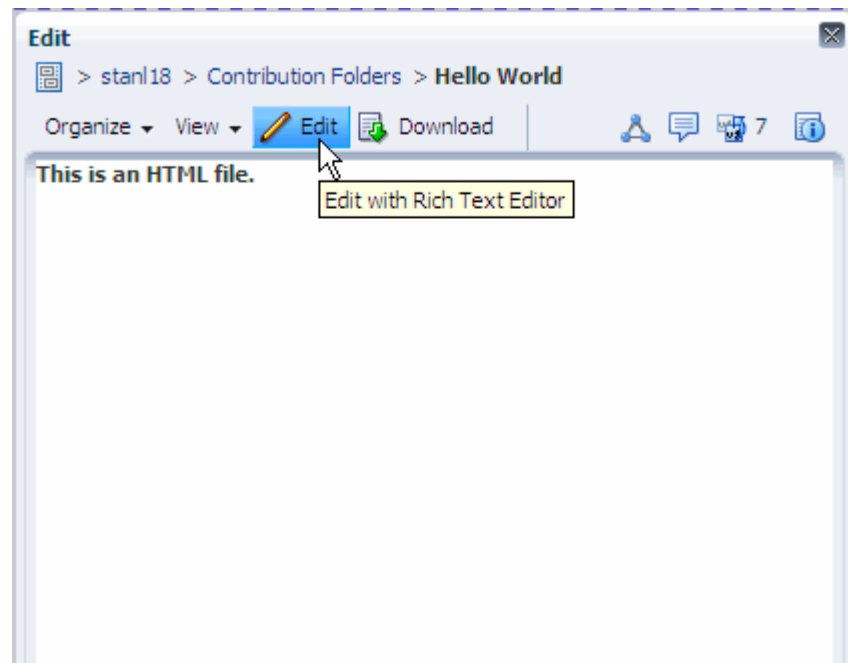 Edit
> stanl18 > Contribution Folders > Hello World
Organize View Edit Download 7
This is an HTML file.
Edit with Rich Text Editor